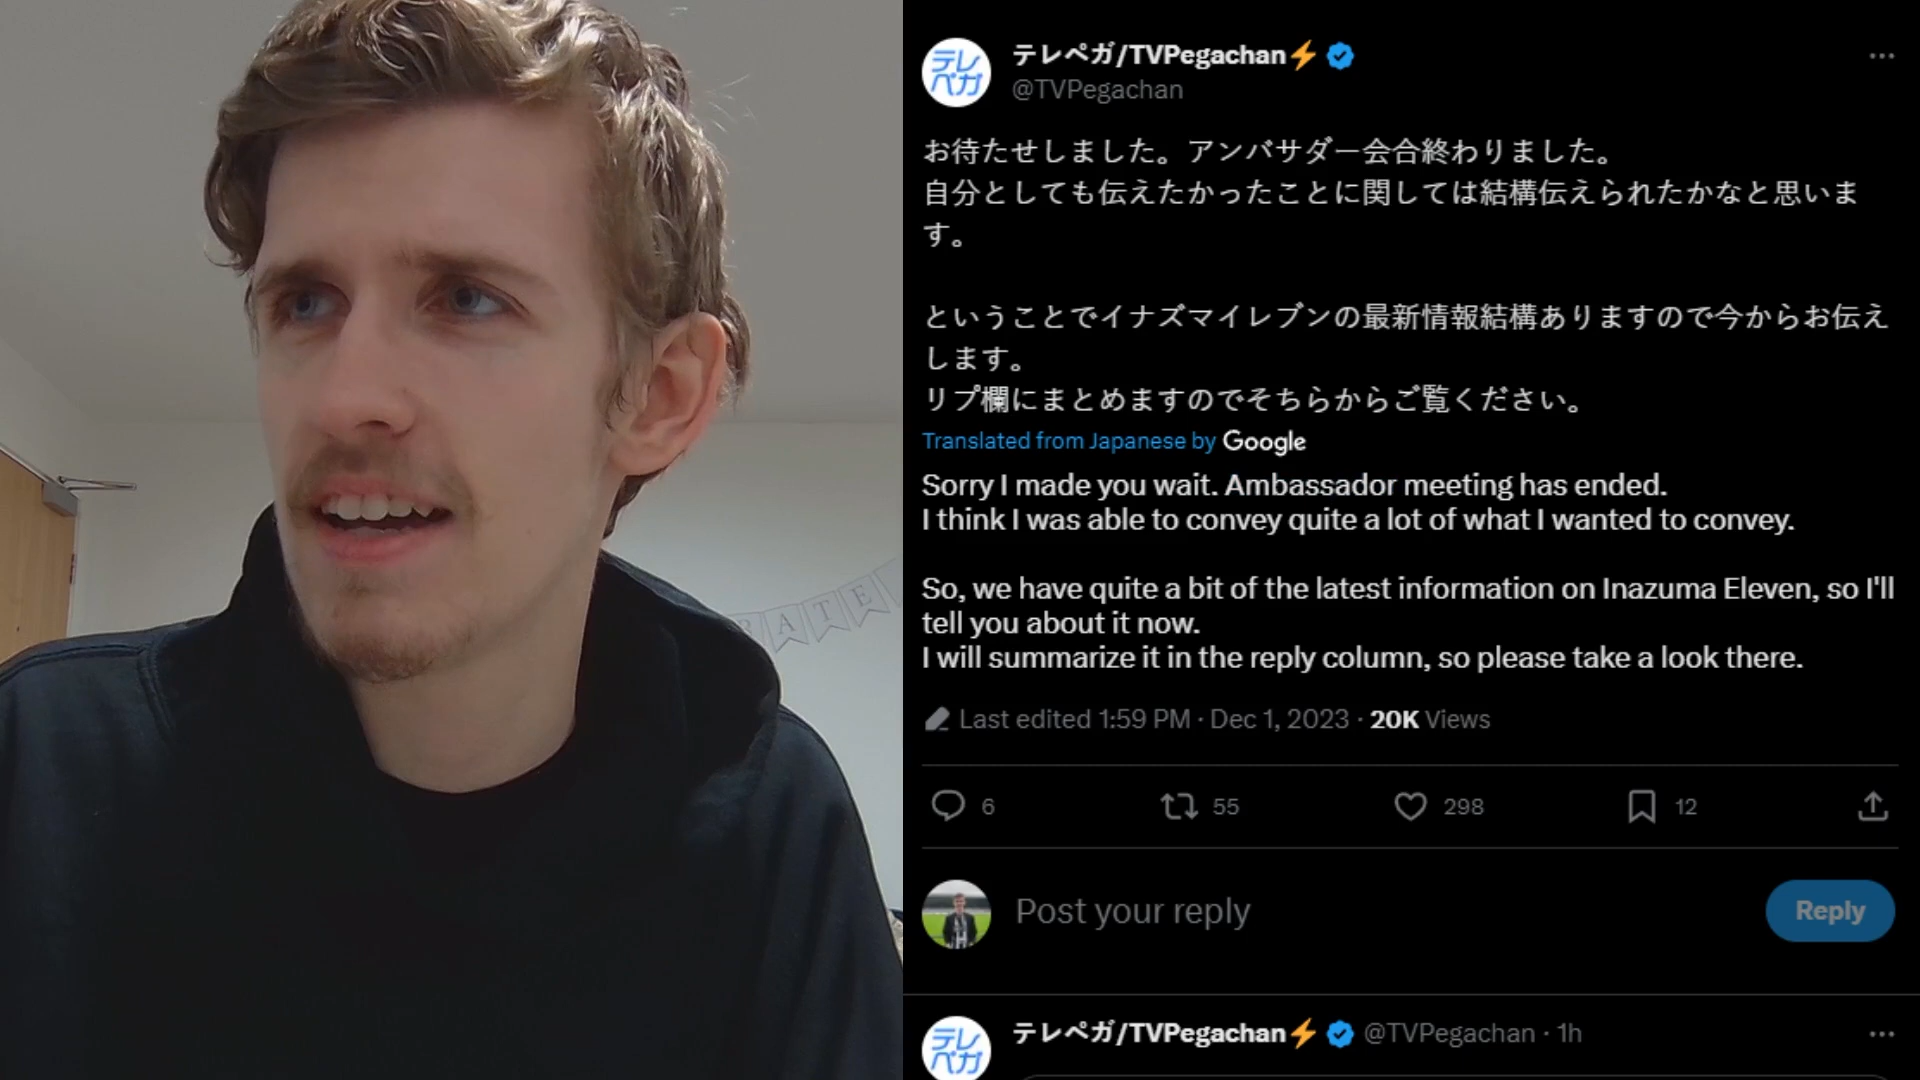 テレペガ/TVPegachan⚡
@TVPegachan
お待たせしました。アンバサダー会合終わりました。
自分としても伝えたかったことに関しては結構伝えられたかなと思いま
す。
ということでイナズマイレブンの最新情報結構ありますので今からお伝え
します。
リプ欄にまとめますのでそちらからご覧ください。
Translated from Japanese by Google
Sorry I made you wait. Ambassador meeting has ended.
I think I was able to convey quite a lot of what I wanted to convey.
So, we have quite a bit of the latest information on Inazuma Eleven, so I'll
tell you about it now.
I will summarize it in the reply column, so please take a look there.
Last edited 1:59 PM · Dec 1, 2023 · 20K Views
6 55 298 12
Post your reply
Reply
テレペガ/TVPegachan⚡ @TVPegachan · 1h
テレ
ペガ
テレ
ペガ
ATE